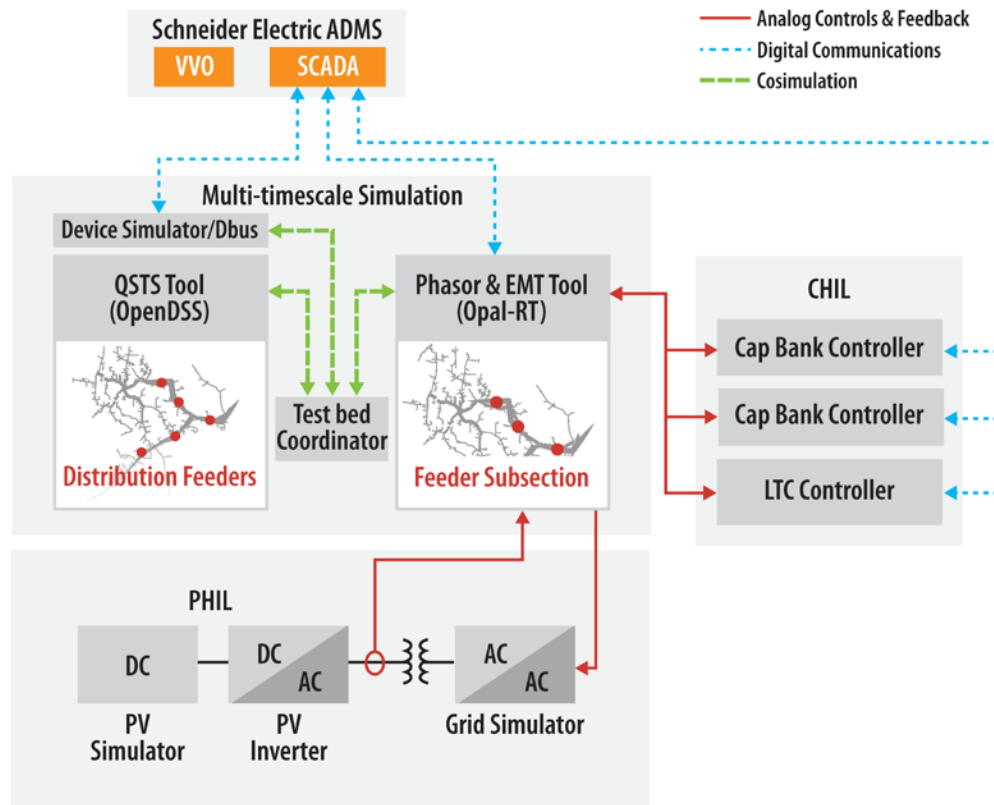 Schneider Electric ADMS
VVO
SCADA
Analog Controls & Feedback
Digital Communications
Cosimulation
Multi-timescale Simulation
Device Simulator/Dbus
QSTS Tool
(OpenDSS)
Distribution Feeders
Test bed
Coordinator
Phasor & EMT Tool
(Opal-RT)
Feeder Subsection
CHIL
Cap Bank Controller
Cap Bank Controller
LTC Controller
PHIL
DC
PV
Simulator
DC
AC
PV
Inverter
AC
AC
Grid Simulator